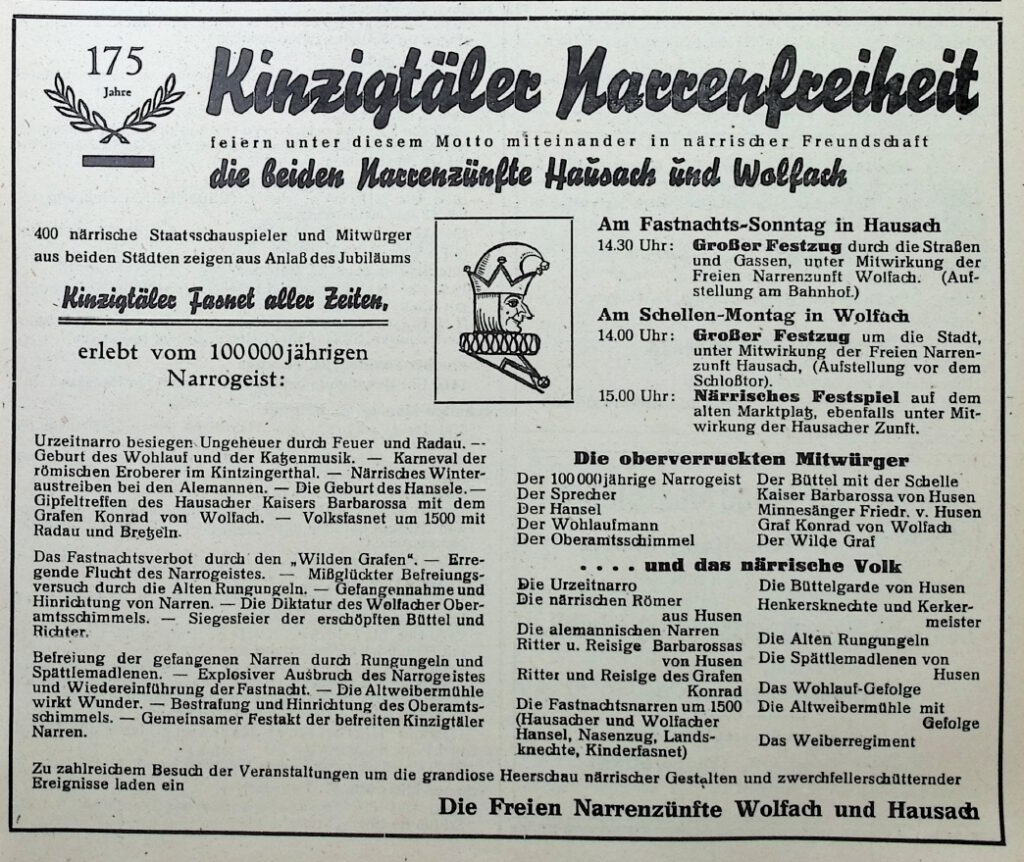 175
Jahre
Kinzigtäler Narrenfreiheit
feiern unter diesem Motto miteinander in närrischer Freundschaft
die beiden Narrenzünfte Hausach und Wolfach
400 närrische Staatsschauspieler und Mitwürger
aus beiden Städten zeigen aus Anlaß des Jubiläums
Kinzigtäler Fasnet aller Zeiten,
erlebt vom 100000jährigen
Narrogeist:
Am Fastnachts-Sonntag in Hausach
14.30 Uhr: Großer Festzug durch die Straßen
und Gassen, unter Mitwirkung der
Freien Narrenzunft Wolfach. (Auf-
stellung am Bahnhof.)
Am Schellen-Montag in Wolfach
14.00 Uhr: Großer Festzug um die Stadt,
unter Mitwirkung der Freien Narren-
zunft Hausach, (Aufstellung vor dem
Schloßtor).
15.00 Uhr: Närrisches Festspiel auf dem
alten Marktplatz, ebenfalls unter Mit-
wirkung der Hausacher Zunft.
Urzeitnarro besiegen Ungeheuer durch Feuer und Radau. —
Geburt des Wohlauf und der Katzenmusik. — Karneval der
römischen Eroberer im Kintzingerthal. — Närrisches Winter-
austreiben bei den Alemannen. — Die Geburt des Hansele. —
Gipfeltreffen des Hausacher Kaisers Barbarossa mit dem
Grafen Konrad von Wolfach. — Volksfasnet um 1500 mit
Radau und Bretzeln.
Das Fastnachtsverbot durch den „Wilden Grafen“. — Erre-
gende Flucht des Narrogeistes. — Mißglückter Befreiungs-
versuch durch die Alten Rungungeln. — Gefangennahme und
Hinrichtung von Narren. — Die Diktatur des Wolfacher Ober-
amtsschimmels. — Siegesfeier der erschöpften Büttel und
Richter.
Befreiung der gefangenen Narren durch Rungungeln und
Spättlemadlenen. — Explosiver Ausbruch des Narrogeistes
und Wiedereinführung der Fastnacht. — Die Altweibermühle
wirkt Wunder. — Bestrafung und Hinrichtung des Oberamts-
schimmels. — Gemeinsamer Festakt der befreiten Kinzigtäler
Narren.
Die oberverruckten Mitwürger
Der 100000jährige Narrogeist
Der Sprecher
Der Hansel
Der Wohlaufmann
Der Oberamtsschimmel
Der Büttel mit der Schelle
Kaiser Barbarossa von Husen
Minnesänger Friedr. v. Husen
Graf Konrad von Wolfach
Der Wilde Graf
. . . . und das närrische Volk
Die Urzeitnarro
Die närrischen Römer
aus Husen
Die alemannischen Narren
Ritter u. Reisige Barbarossas
von Husen
Ritter und Reisige des Grafen
Konrad
Die Fastnachtsnarren um 1500
(Hausacher und Wolfacher
Hansel, Nasenzug, Lands-
knechte, Kinderfasnet)
Die Büttelgarde von Husen
Henkersknechte und Kerker-
meister
Die Alten Rungungeln
Die Spättlemadlenen von
Husen
Das Wohlauf-Gefolge
Die Altweibermühle mit
Gefolge
Das Weiberregiment
Zu zahlreichem Besuch der Veranstaltungen um die grandiose Heerschau närrischer Gestalten und zwerchfellerschütternder
Ereignisse laden ein
Die Freien Narrenzünfte Wolfach und Hausach